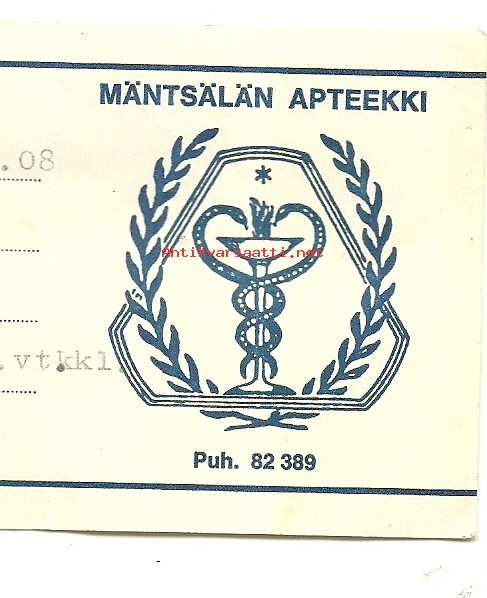 MÄNTSÄLÄN APTEEKKI
.08
Antikvariaatti.net
.vtkkl.
Puh. 82 389